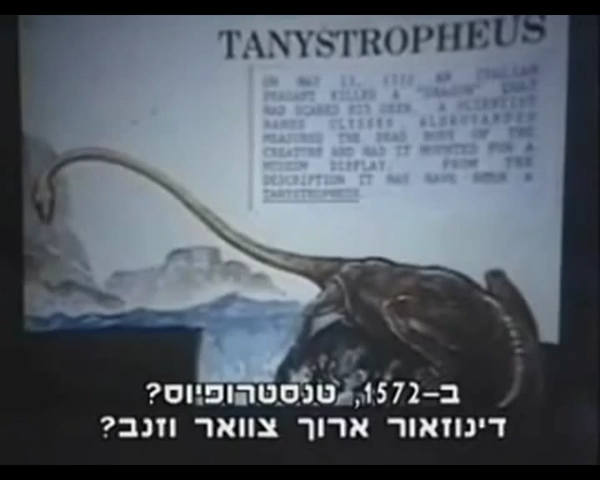 TANYSTROPHEUS
ON MAY 13, 1572 AN ITALIAN
PEASANT KILLED A "DRAGON" THAT
HAD SCARED HIS OXEN. A SCIENTIST
NAMED ULYSSES ALDROVANDUS
MEASURED THE DEAD BODY OF THE
CREATURE AND HAD IT MOUNTED FOR A
MUSEUM DISPLAY. FROM THE
DESCRIPTION IT MAY HAVE BEEN A
TANYSTROPHEUS.
ב-1572, טנסטרופיוס?
דינוזאור ארוך צוואר וזנב?